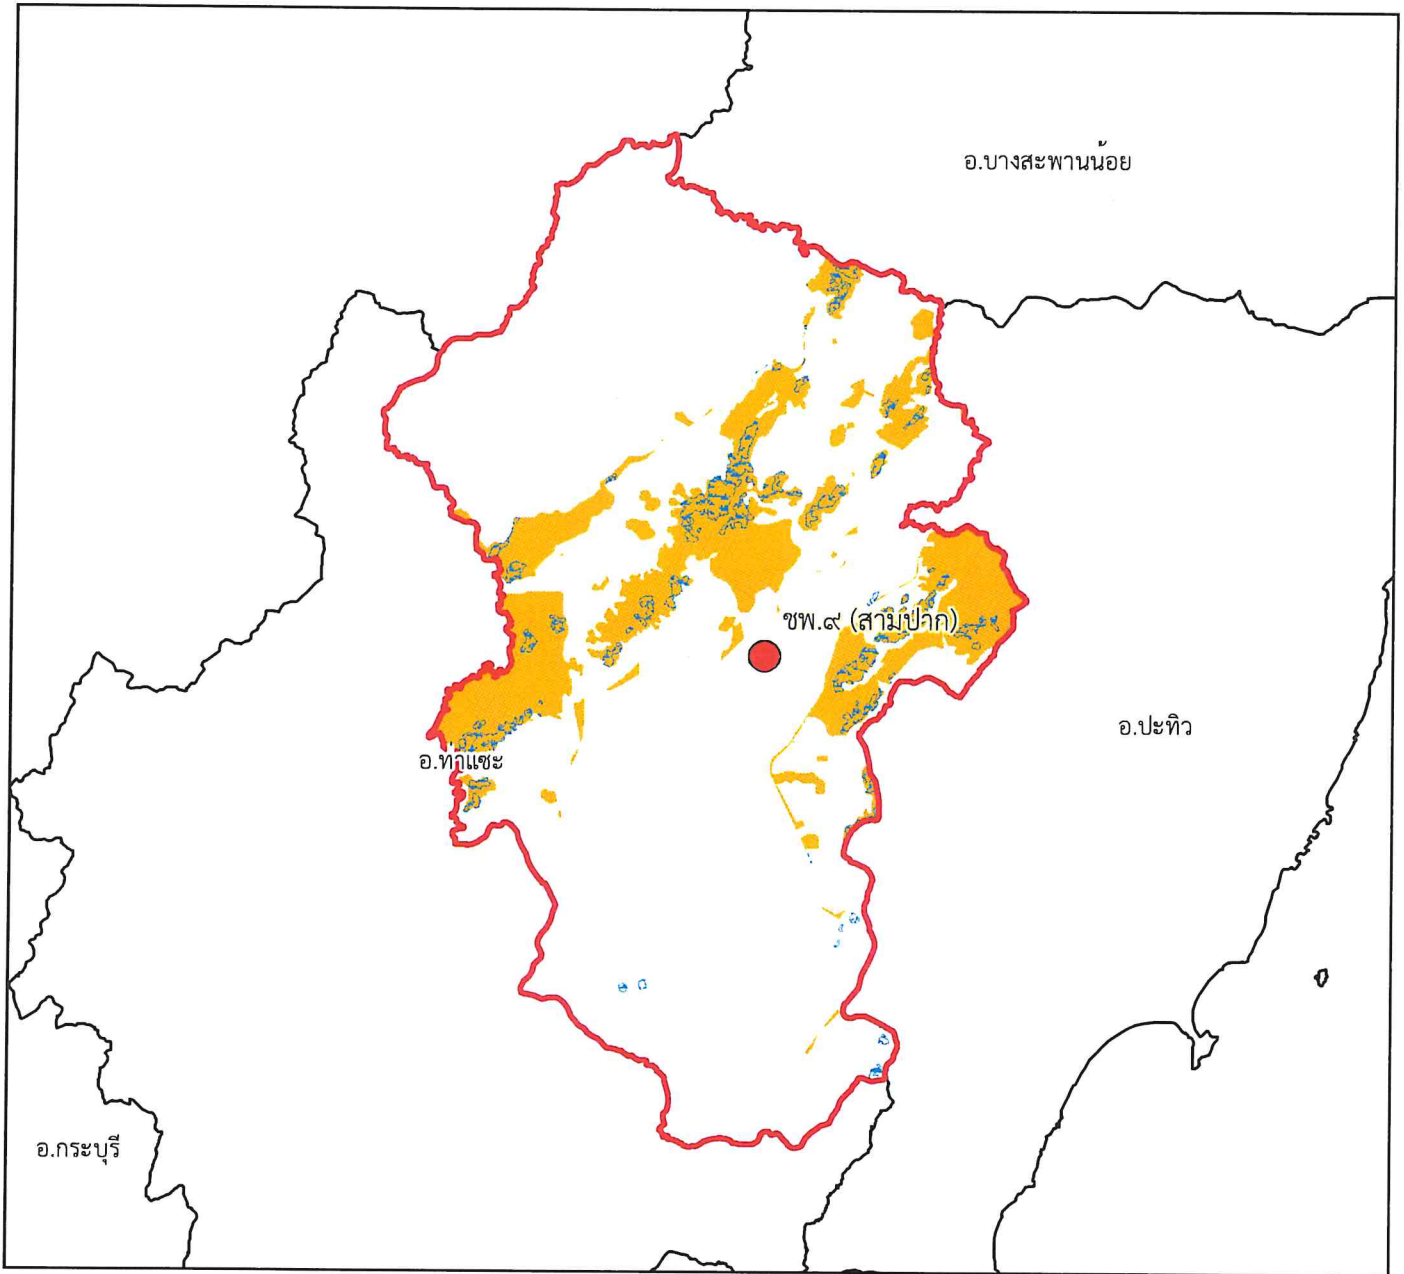 อ.บางสะพานน้อย
ชพ.๙ (สามปาก)
อ.ปะทิว
อ.ท่าแซะ
อ.กระบุรี